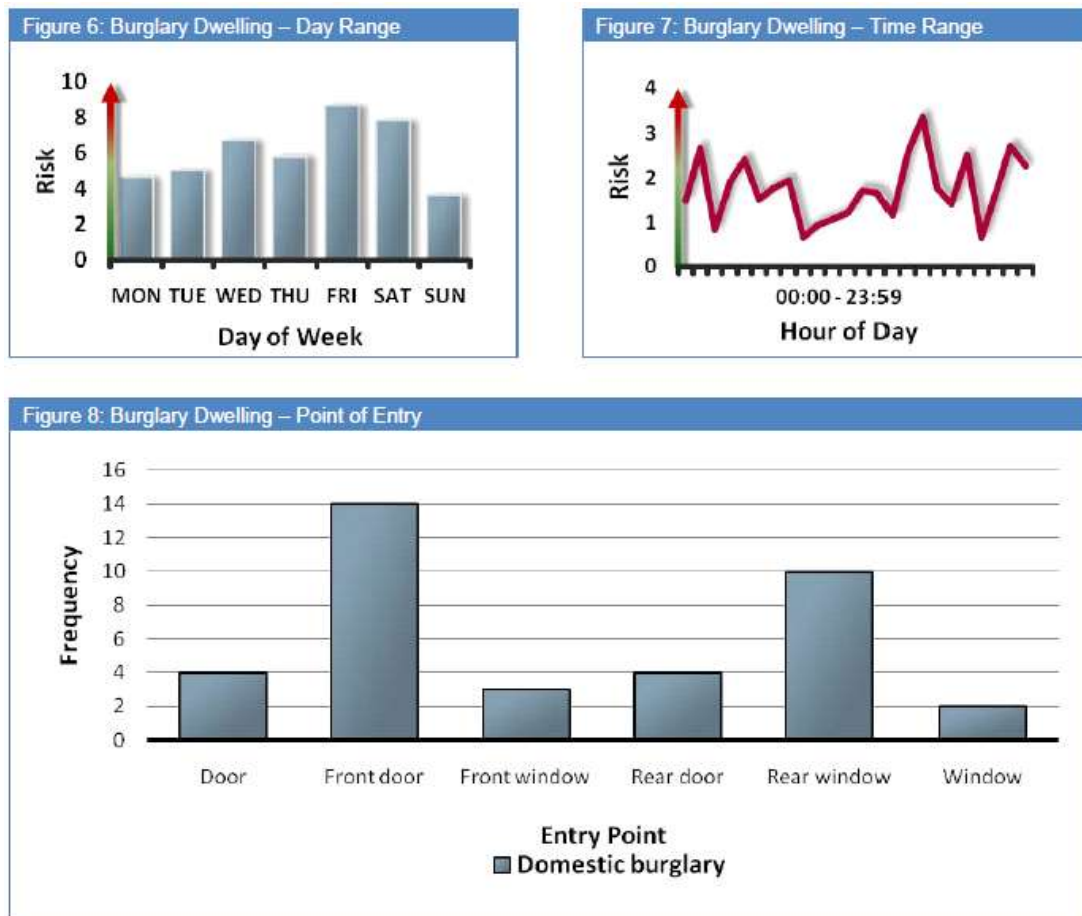 Figure 6: Burglary Dwelling – Day Range
10
8
6
4
2
0
Risk
MON TUE WED THU FRI SAT SUN
Day of Week
Figure 7: Burglary Dwelling – Time Range
4
3
2
1
0
Risk
00:00 - 23:59
Hour of Day
Figure 8: Burglary Dwelling – Point of Entry
16
14
12
10
8
6
4
2
0
Frequency
Door Front door Front window Rear door Rear window Window
Entry Point
Domestic burglary